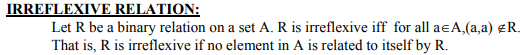 IRREFLEXIVE RELATION:
Let R be a binary relation on a set A. R is irreflexive iff for all a∈A,(a,a) ∉R.
That is, R is irreflexive if no element in A is related to itself by R.